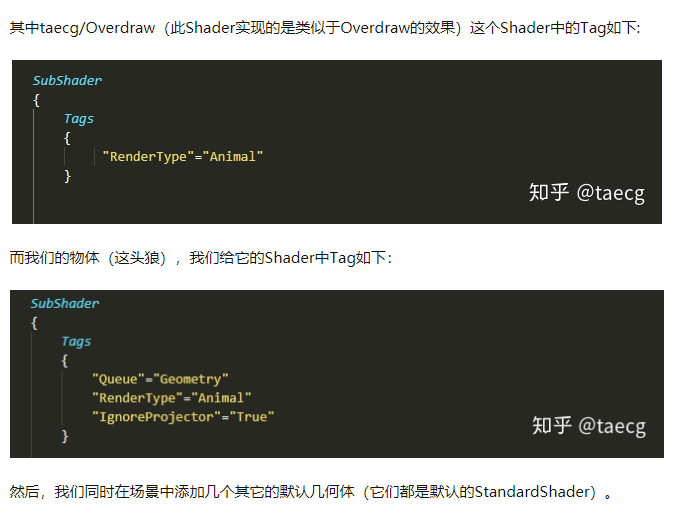 其中taecg/Overdraw（此Shader实现的是类似于Overdraw的效果）这个Shader中的Tag如下:
SubShader
{
Tags
{
"RenderType"="Animal"
}
知乎 @taecg
而我们的物体（这头狼），我们给它的Shader中Tag如下：
SubShader
{
Tags
{
"Queue"="Geometry"
"RenderType"="Animal"
"IgnoreProjector"="True"
}
知乎 @taecg
然后，我们同时在场景中添加几个其它的默认几何体（它们都是默认的StandardShader）。